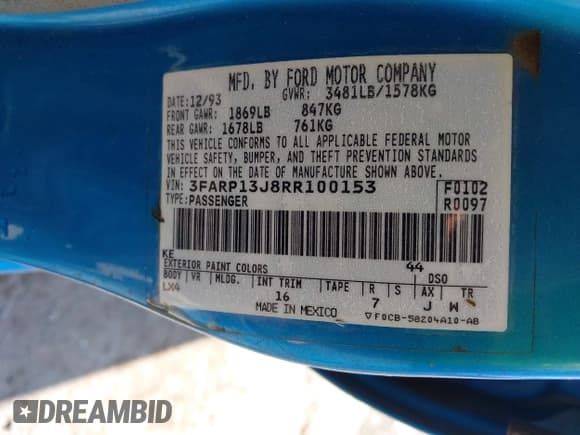 MFD. BY FORD MOTOR COMPANY
DATE: 12/93 GVWR: 3481LB/1578KG
FRONT GAWR: 1869LB 847KG
REAR GAWR: 1678LB 761KG
THIS VEHICLE CONFORMS TO ALL APPLICABLE FEDERAL MOTOR
VEHICLE SAFETY, BUMPER, AND THEFT PREVENTION STANDARDS
IN EFFECT ON THE DATE OF MANUFACTURE SHOWN ABOVE.
VIN: 3FARP13J8RR100153 F0102
TYPE: PASSENGER R0097
KE 44
EXTERIOR PAINT COLORS DSO
BODY VR MLDG. INT TRIM TAPE R S AX TR
LX4 16 7 J W
MADE IN MEXICO
▽F0CB-58204A10-AB
DREAMBID